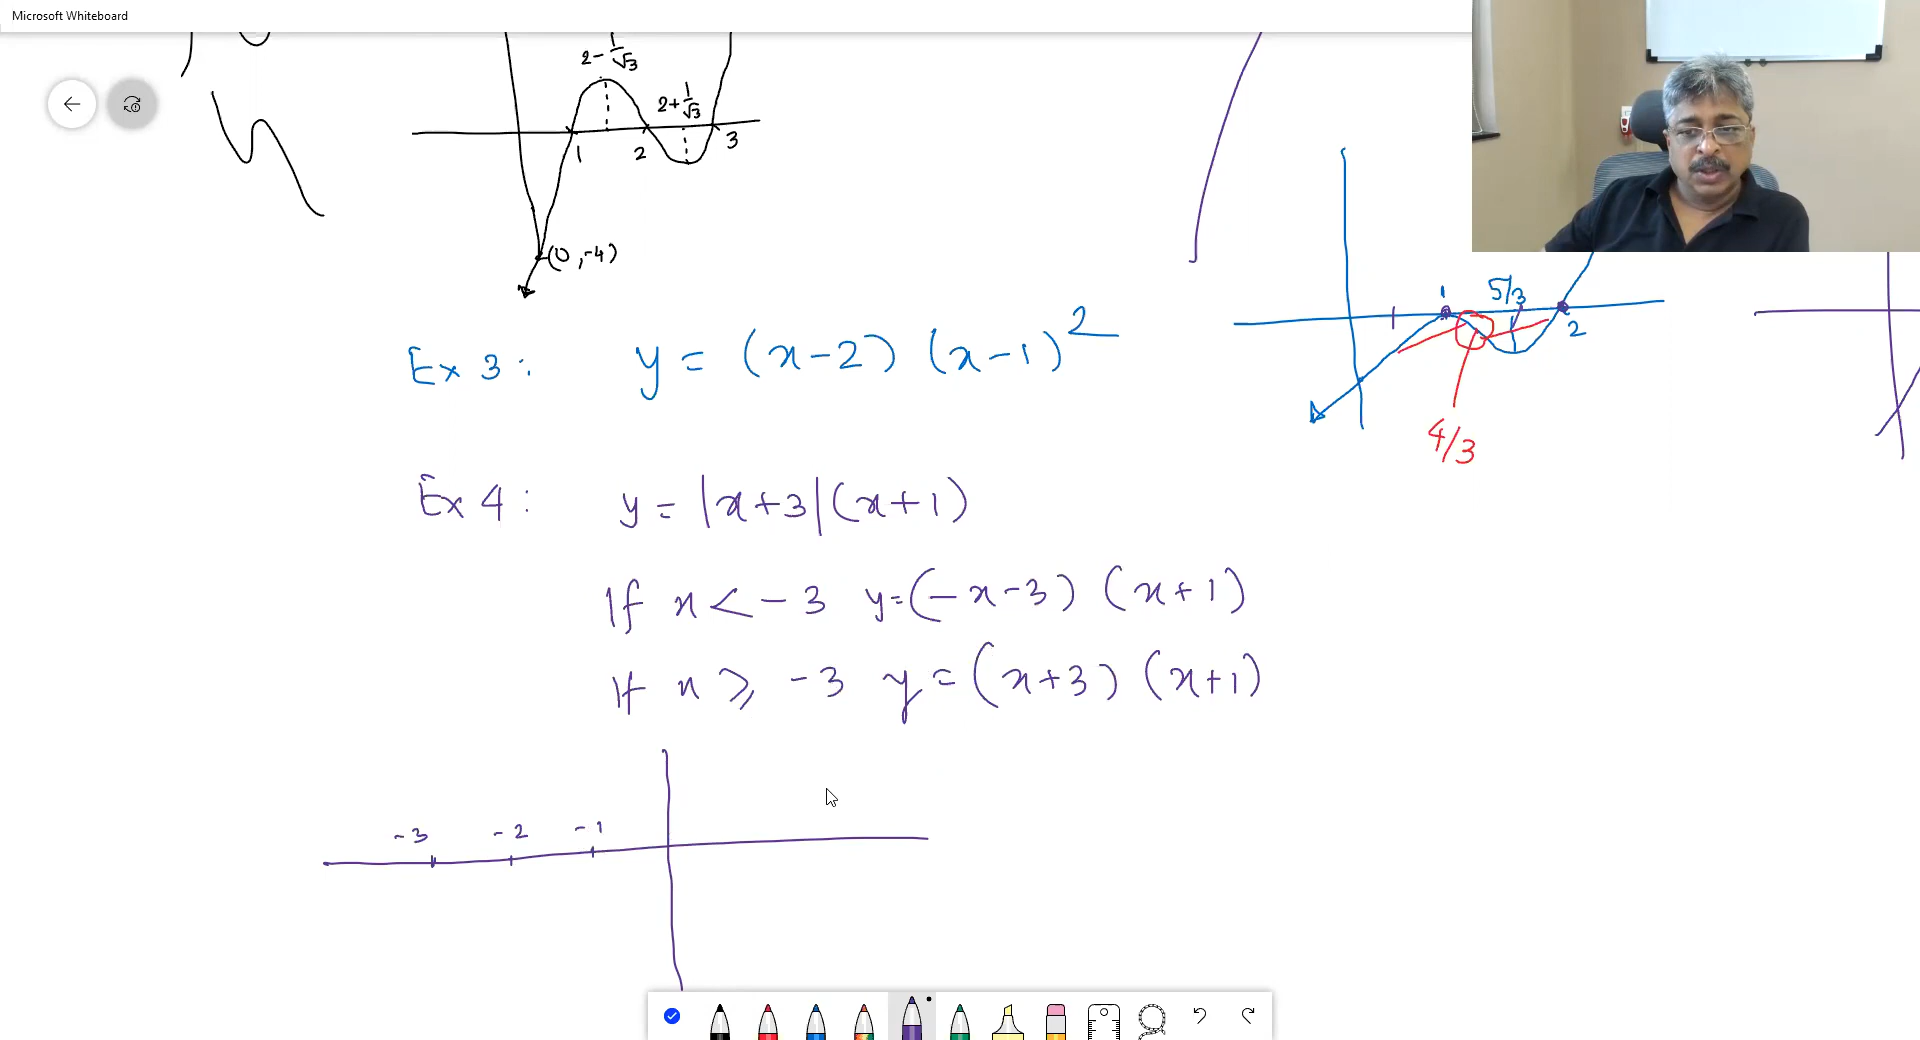 Microsoft Whiteboard
2 - 1/√3
2 + 1/√3
1
2
3
(0, -4)
Ex 3 : y = (x-2) (x-1)^2
1
5/3
2
4/3
Ex 4 : y = |x+3|(x+1)
If x < -3 y=(-x-3) (x+1)
If x ⩾ -3 y = (x+3) (x+1)
-3 -2 -1